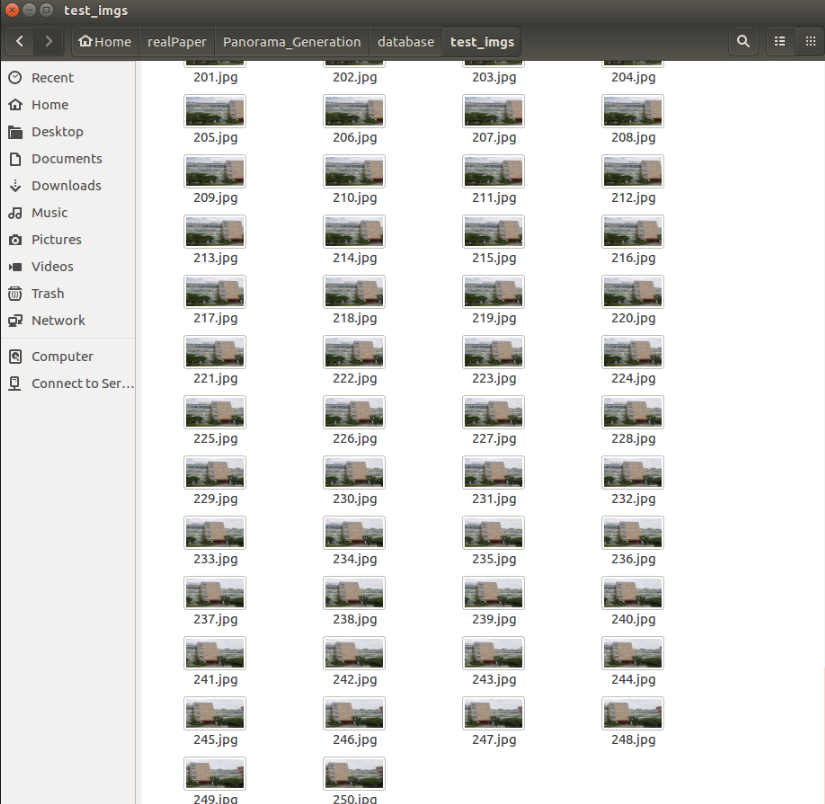 test_imgs
Home realPaper Panorama_Generation database test_imgs
Recent
Home
Desktop
Documents
Downloads
Music
Pictures
Videos
Trash
Network
Computer
Connect to Ser...
201.jpg 202.jpg 203.jpg 204.jpg
205.jpg 206.jpg 207.jpg 208.jpg
209.jpg 210.jpg 211.jpg 212.jpg
213.jpg 214.jpg 215.jpg 216.jpg
217.jpg 218.jpg 219.jpg 220.jpg
221.jpg 222.jpg 223.jpg 224.jpg
225.jpg 226.jpg 227.jpg 228.jpg
229.jpg 230.jpg 231.jpg 232.jpg
233.jpg 234.jpg 235.jpg 236.jpg
237.jpg 238.jpg 239.jpg 240.jpg
241.jpg 242.jpg 243.jpg 244.jpg
245.jpg 246.jpg 247.jpg 248.jpg
249.jpg 250.jpg